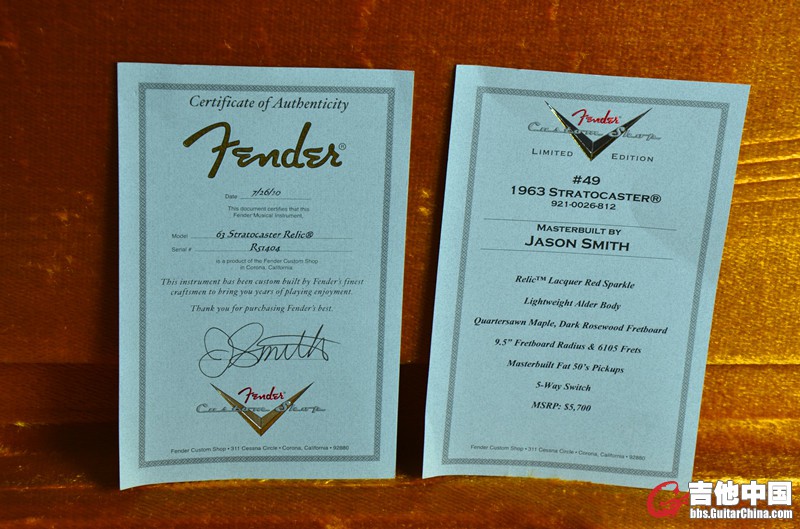 Certificate of Authenticity
Fender®
Date 7/26/10
This document certifies that this
Fender Musical Instrument,
Model 63 Stratocaster Relic®
Serial # R51404
is a product of the Fender Custom Shop
in Corona, California
This instrument has been custom built by Fender's finest
craftsmen to bring you years of playing enjoyment.
Thank you for purchasing Fender's best.
JSmith
Fender
Custom Shop
Fender Custom Shop • 311 Cessna Circle • Corona, California • 92880
Fender
Custom Shop
LIMITED EDITION
#49
1963 STRATOCASTER®
921-0026-812
MASTERBUILT BY
JASON SMITH
Relic™ Lacquer Red Sparkle
Lightweight Alder Body
Quartersawn Maple, Dark Rosewood Fretboard
9.5" Fretboard Radius & 6105 Frets
Masterbuilt Fat 50's Pickups
5-Way Switch
MSRP: $5,700
Fender Custom Shop • 311 Cessna Circle • Corona, California • 92880
吉他中国
bbs.GuitarChina.com